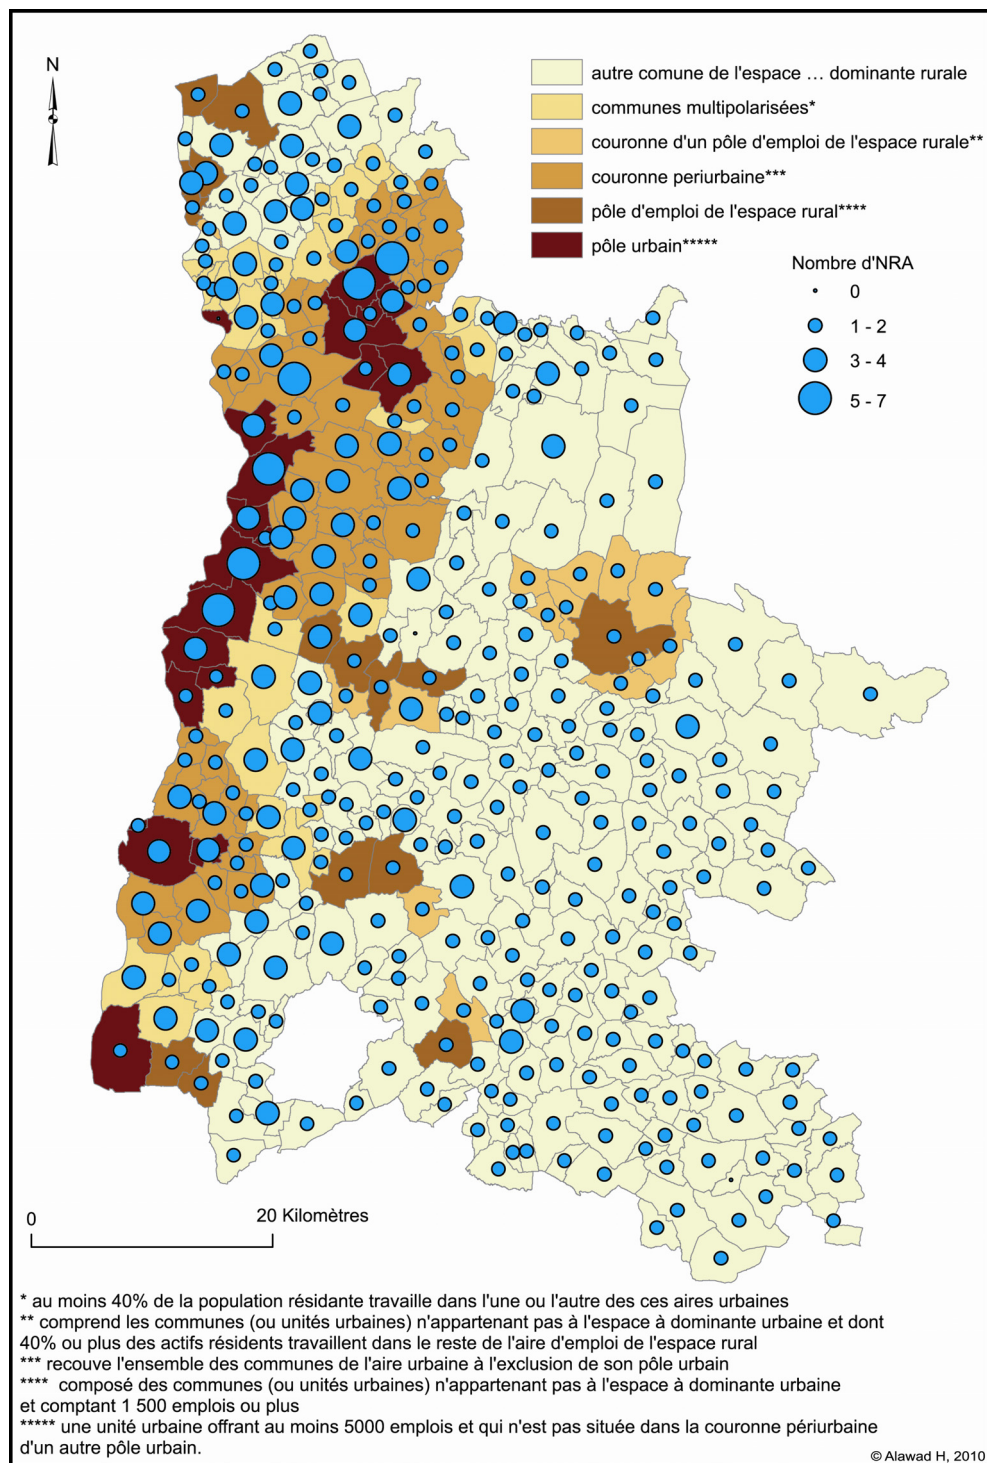 N
autre comune de l'espace ... dominante rurale
communes multipolarisées*
couronne d'un pôle d'emploi de l'espace rurale**
couronne periurbaine***
pôle d'emploi de l'espace rural****
pôle urbain*****
Nombre d'NRA
0
1 - 2
3 - 4
5 - 7
0 20 Kilomètres
* au moins 40% de la population résidante travaille dans l'une ou l'autre des ces aires urbaines
** comprend les communes (ou unités urbaines) n'appartenant pas à l'espace à dominante urbaine et dont
40% ou plus des actifs résidents travaillent dans le reste de l'aire d'emploi de l'espace rural
*** recouve l'ensemble des communes de l'aire urbaine à l'exclusion de son pôle urbain
**** composé des communes (ou unités urbaines) n'appartenant pas à l'espace à dominante urbaine
et comptant 1 500 emplois ou plus
***** une unité urbaine offrant au moins 5000 emplois et qui n'est pas située dans la couronne périurbaine
d'un autre pôle urbain.
© Alawad H, 2010